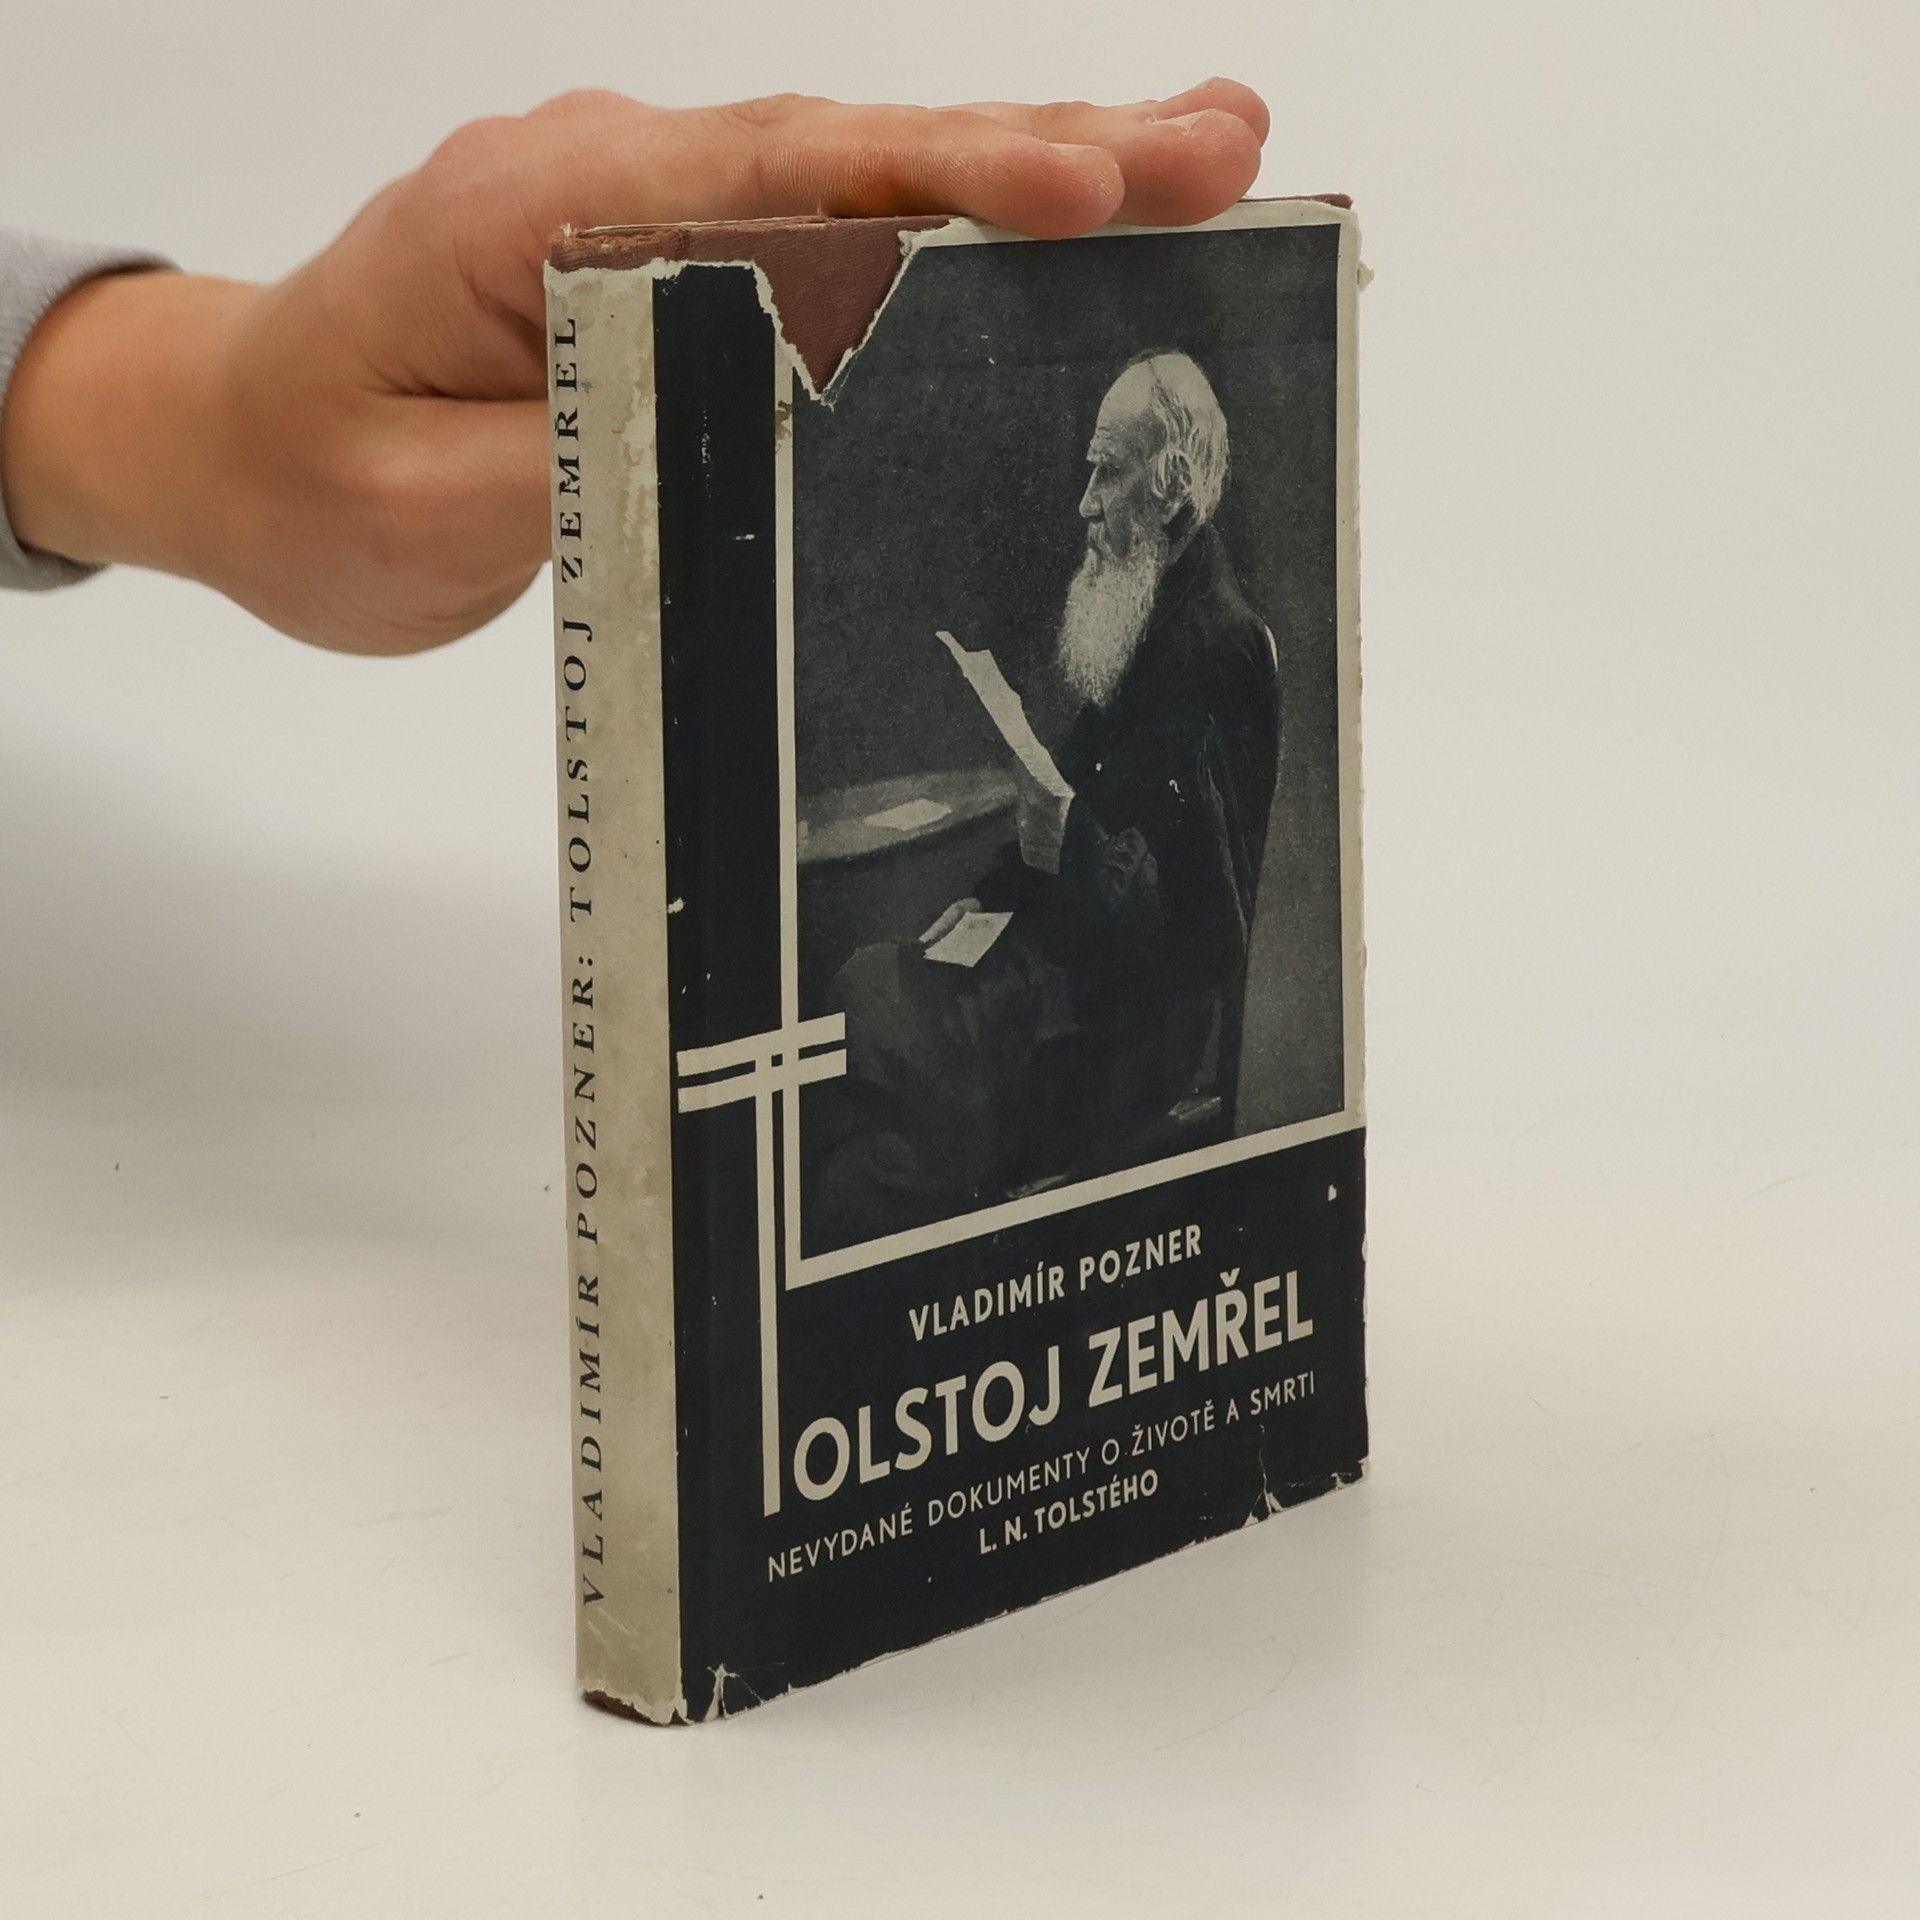 VLADIMÍR POZNER: TOLSTOJ ZEMŘEL
VLADIMÍR POZNER
TOLSTOJ ZEMŘEL
NEVYDANÉ DOKUMENTY O ŽIVOTĚ A SMRTI
L. N. TOLSTÉHO